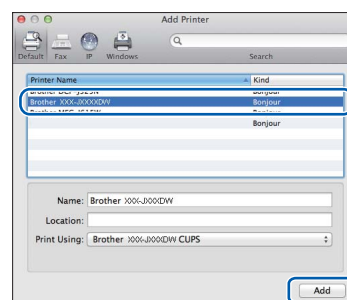 Add Printer
Default Fax IP Windows Search
Printer Name Kind
Brother XXX-JXXXXDW Bonjour
Bonjour
Name: Brother XXX-JXXXDW
Location:
Print Using: Brother XXX-JXXXDW CUPS
Add